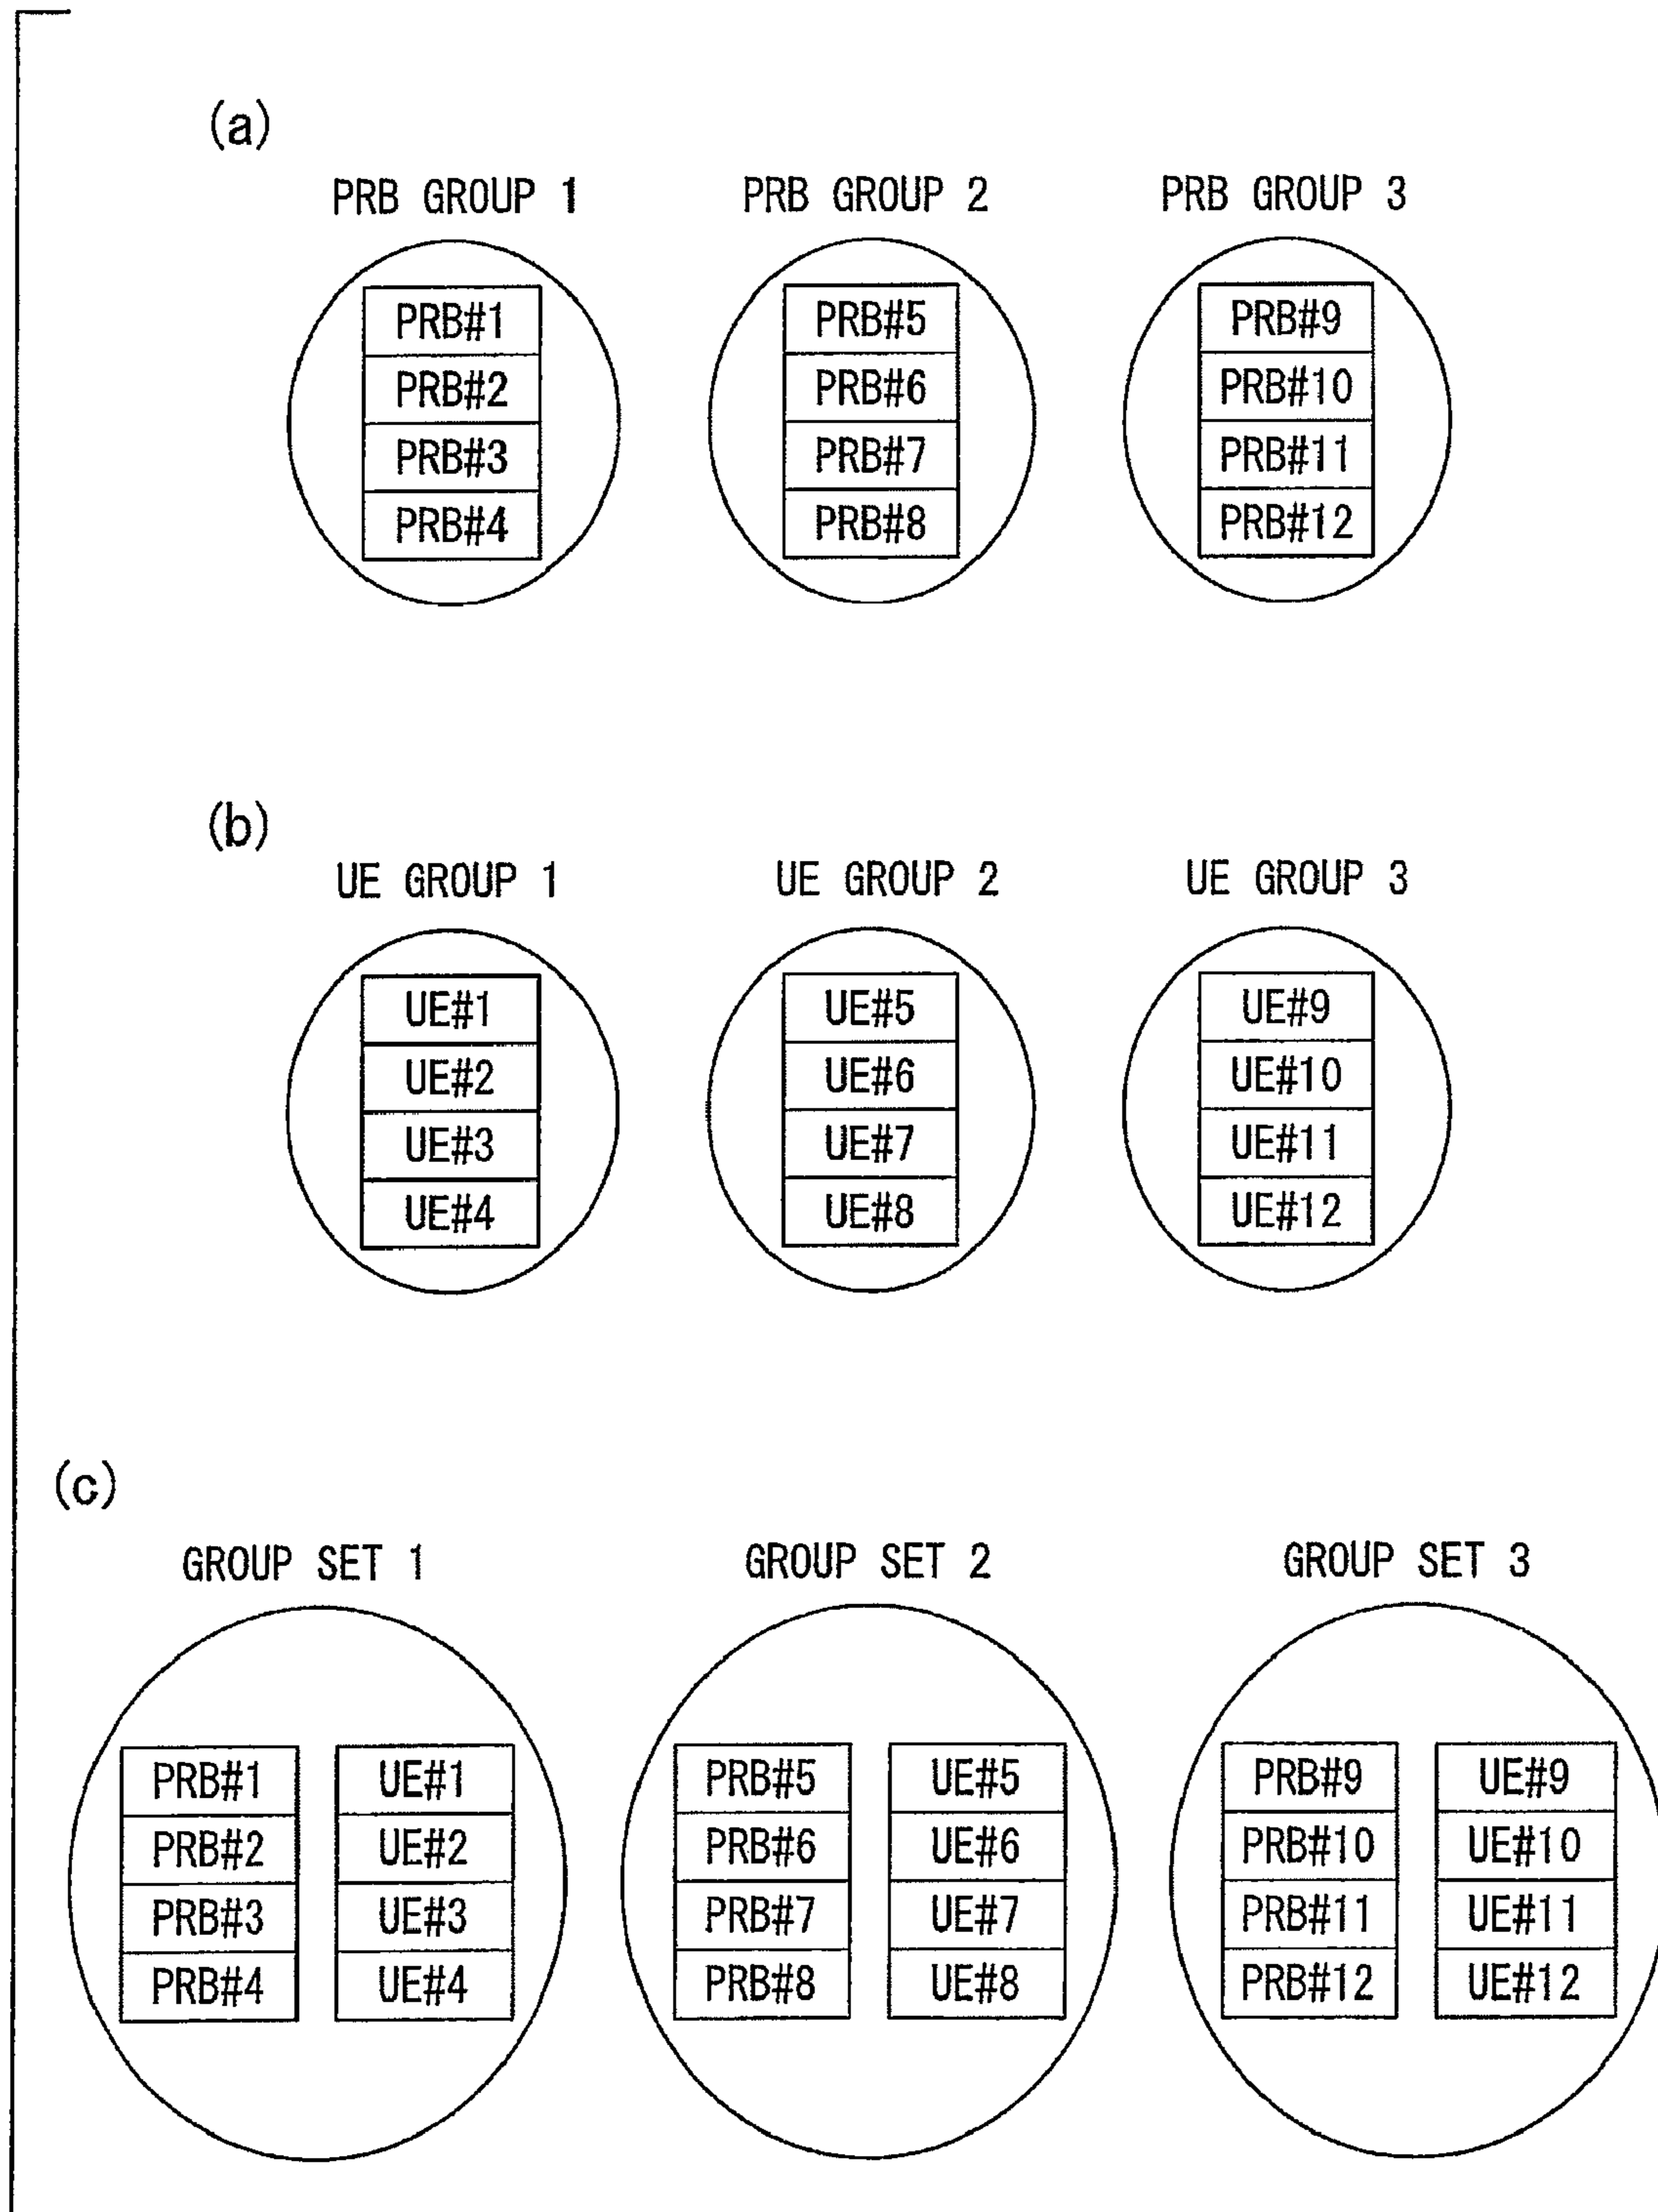 (a)
PRB GROUP 1 PRB GROUP 2 PRB GROUP 3
PRB#1 PRB#5 PRB#9
PRB#2 PRB#6 PRB#10
PRB#3 PRB#7 PRB#11
PRB#4 PRB#8 PRB#12
(b)
UE GROUP 1 UE GROUP 2 UE GROUP 3
UE#1 UE#5 UE#9
UE#2 UE#6 UE#10
UE#3 UE#7 UE#11
UE#4 UE#8 UE#12
(c)
GROUP SET 1 GROUP SET 2 GROUP SET 3
PRB#1 UE#1 PRB#5 UE#5 PRB#9 UE#9
PRB#2 UE#2 PRB#6 UE#6 PRB#10 UE#10
PRB#3 UE#3 PRB#7 UE#7 PRB#11 UE#11
PRB#4 UE#4 PRB#8 UE#8 PRB#12 UE#12